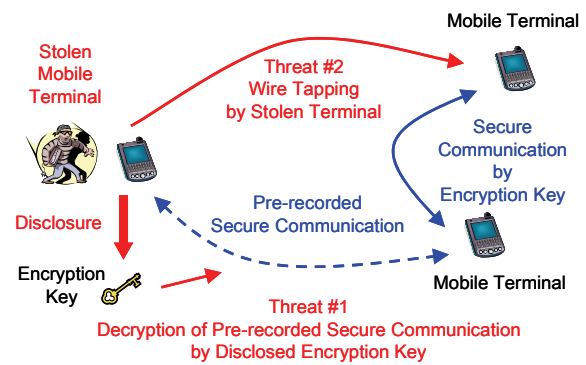 Stolen
Mobile
Terminal
Threat #2
Wire Tapping
by Stolen Terminal
Mobile Terminal
Secure
Communication
by
Encryption Key
Pre-recorded
Secure Communication
Disclosure
Encryption
Key
Mobile Terminal
Threat #1
Decryption of Pre-recorded Secure Communication
by Disclosed Encryption Key